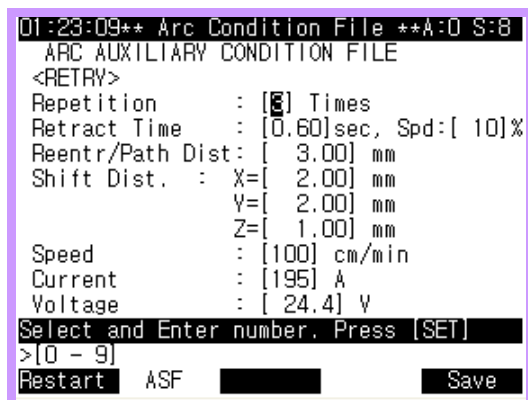 01:23:09** Arc Condition File **A:0 S:8
ARC AUXILIARY CONDITION FILE
<RETRY>
Repetition : [3] Times
Retract Time : [0.60]sec, Spd:[ 10]%
Reentr/Path Dist: [ 3.00] mm
Shift Dist. : X=[ 2.00] mm
Y=[ 2.00] mm
Z=[ 1.00] mm
Speed : [100] cm/min
Current : [195] A
Voltage : [ 24.4] V
Select and Enter number. Press [SET]
>[0 - 9]
Restart ASF Save